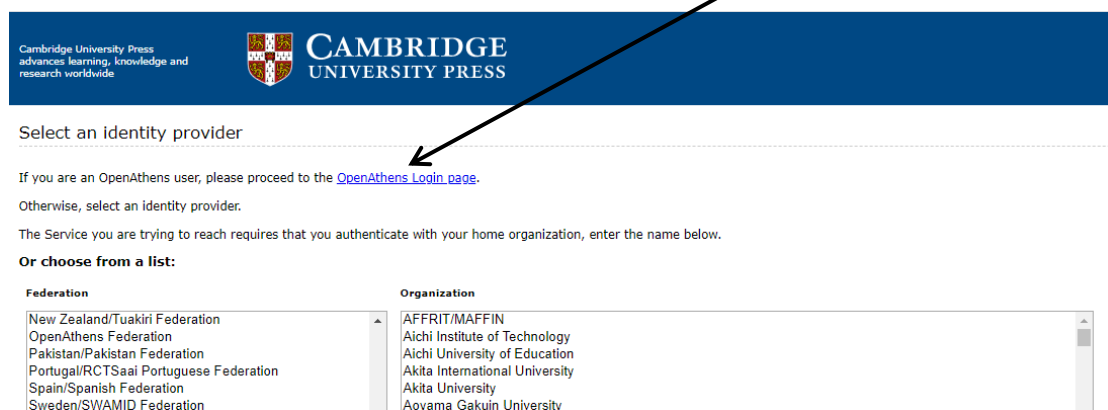 Cambridge University Press
advances learning, knowledge and
research worldwide
CAMBRIDGE
UNIVERSITY PRESS
Select an identity provider
If you are an OpenAthens user, please proceed to the OpenAthens Login page.
Otherwise, select an identity provider.
The Service you are trying to reach requires that you authenticate with your home organization, enter the name below.
Or choose from a list:
Federation
New Zealand/Tuakiri Federation
OpenAthens Federation
Pakistan/Pakistan Federation
Portugal/RCTSaai Portuguese Federation
Spain/Spanish Federation
Sweden/SWAMID Federation
Organization
AFFRIT/MAFFIN
Aichi Institute of Technology
Aichi University of Education
Akita International University
Akita University
Aoyama Gakuin University